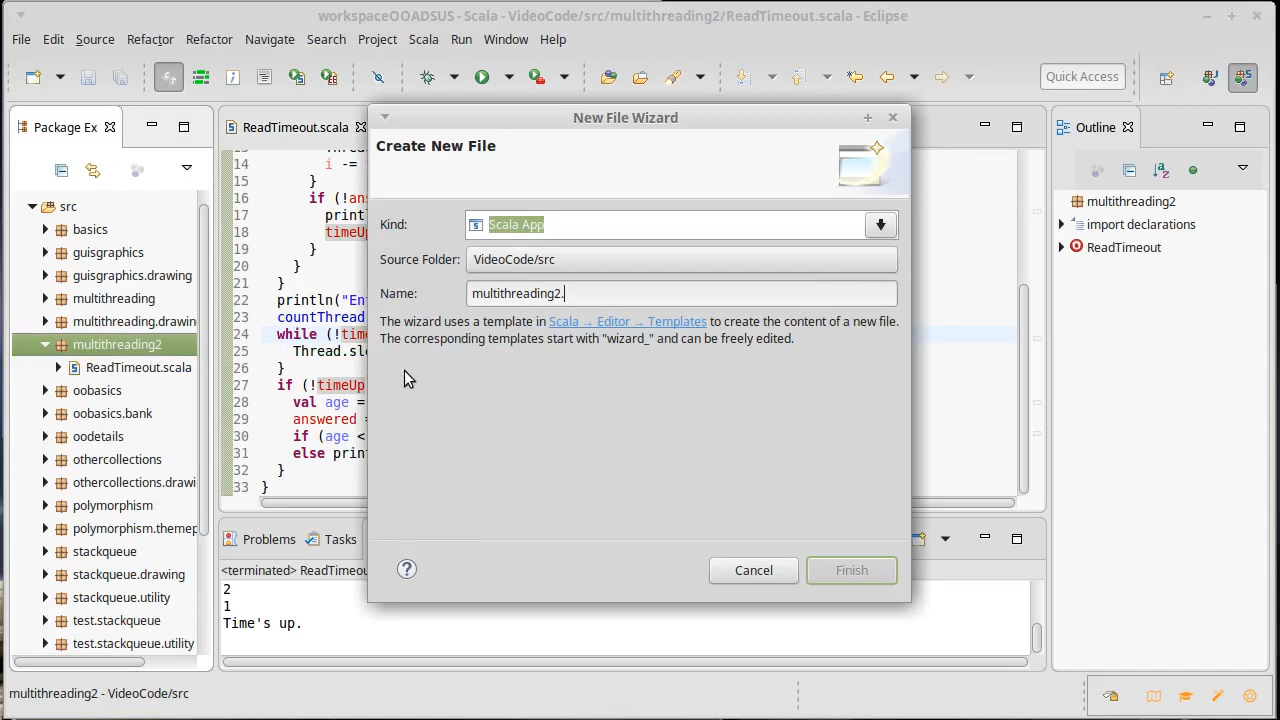 workspaceOOADSUS - Scala - VideoCode/src/multithreading2/ReadTimeout.scala - Eclipse
File Edit Source Refactor Refactor Navigate Search Project Scala Run Window Help
Quick Access
Package Ex
src
basics
guisgraphics
guisgraphics.drawing
multithreading
multithreading.drawin
multithreading2
ReadTimeout.scala
oobasics
oobasics.bank
oodetails
othercollections
othercollections.drawi
polymorphism
polymorphism.themep
stackqueue
stackqueue.drawing
stackqueue.utility
test.stackqueue
test.stackqueue.utility
ReadTimeout.scala
14 i -=
15 }
16 if (!ans
17 print
18 timeUp
19 }
20 }
21 }
22 println("En
23 countThread
24 while (!time
25 Thread.sle
26 }
27 if (!timeUp
28 val age =
29 answered =
30 if (age <
31 else prin
32 }
33 }
New File Wizard
Create New File
Kind: Scala App
Source Folder: VideoCode/src
Name: multithreading2.
The wizard uses a template in Scala → Editor → Templates to create the content of a new file.
The corresponding templates start with "wizard_" and can be freely edited.
? Cancel Finish
Problems Tasks
<terminated> ReadTimeou
2
1
Time's up.
Outline
multithreading2
import declarations
ReadTimeout
multithreading2 - VideoCode/src